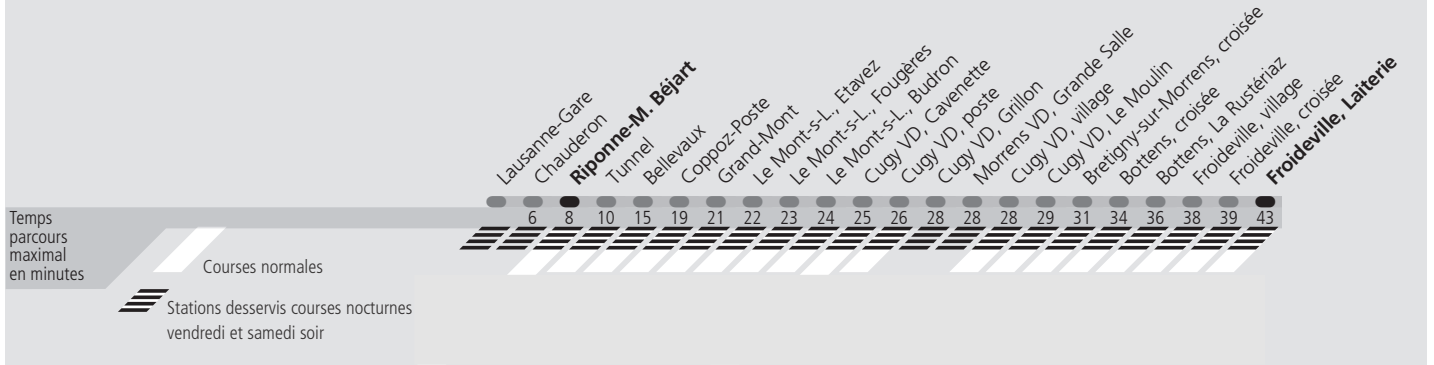 Lausanne-Gare
Chauderon
Riponne-M. Béjart
Tunnel
Bellevaux
Coppoz-Poste
Grand-Mont
Le Mont-s-L., Etavez
Le Mont-s-L., Fougères
Le Mont-s-L., Budron
Cugy VD, Cavenette
Cugy VD, poste
Cugy VD, Grillon
Morrens VD, Grande Salle
Cugy VD, village
Cugy VD, Le Moulin
Bretigny-sur-Morrens, croisée
Bottens, croisée
Bottens, La Rustériaz
Froideville, village
Froideville, croisée
Froideville, Laiterie
6 8 10 15 19 21 22 23 24 25 26 28 28 28 29 31 34 36 38 39 43
Temps
parcours
maximal
en minutes
Courses normales
Stations desservis courses nocturnes
vendredi et samedi soir